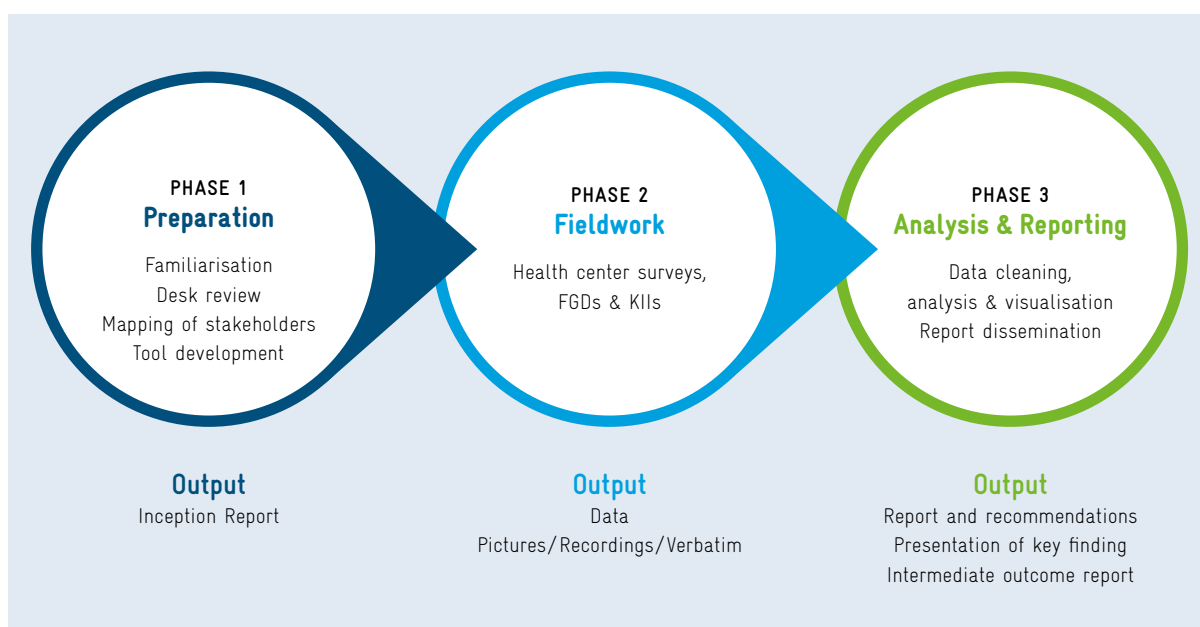 PHASE 1
Preparation
Familiarisation
Desk review
Mapping of stakeholders
Tool development
Output
Inception Report
PHASE 2
Fieldwork
Health center surveys,
FGDs & KIIs
Output
Data
Pictures/Recordings/Verbatim
PHASE 3
Analysis & Reporting
Data cleaning,
analysis & visualisation
Report dissemination
Output
Report and recommendations
Presentation of key finding
Intermediate outcome report